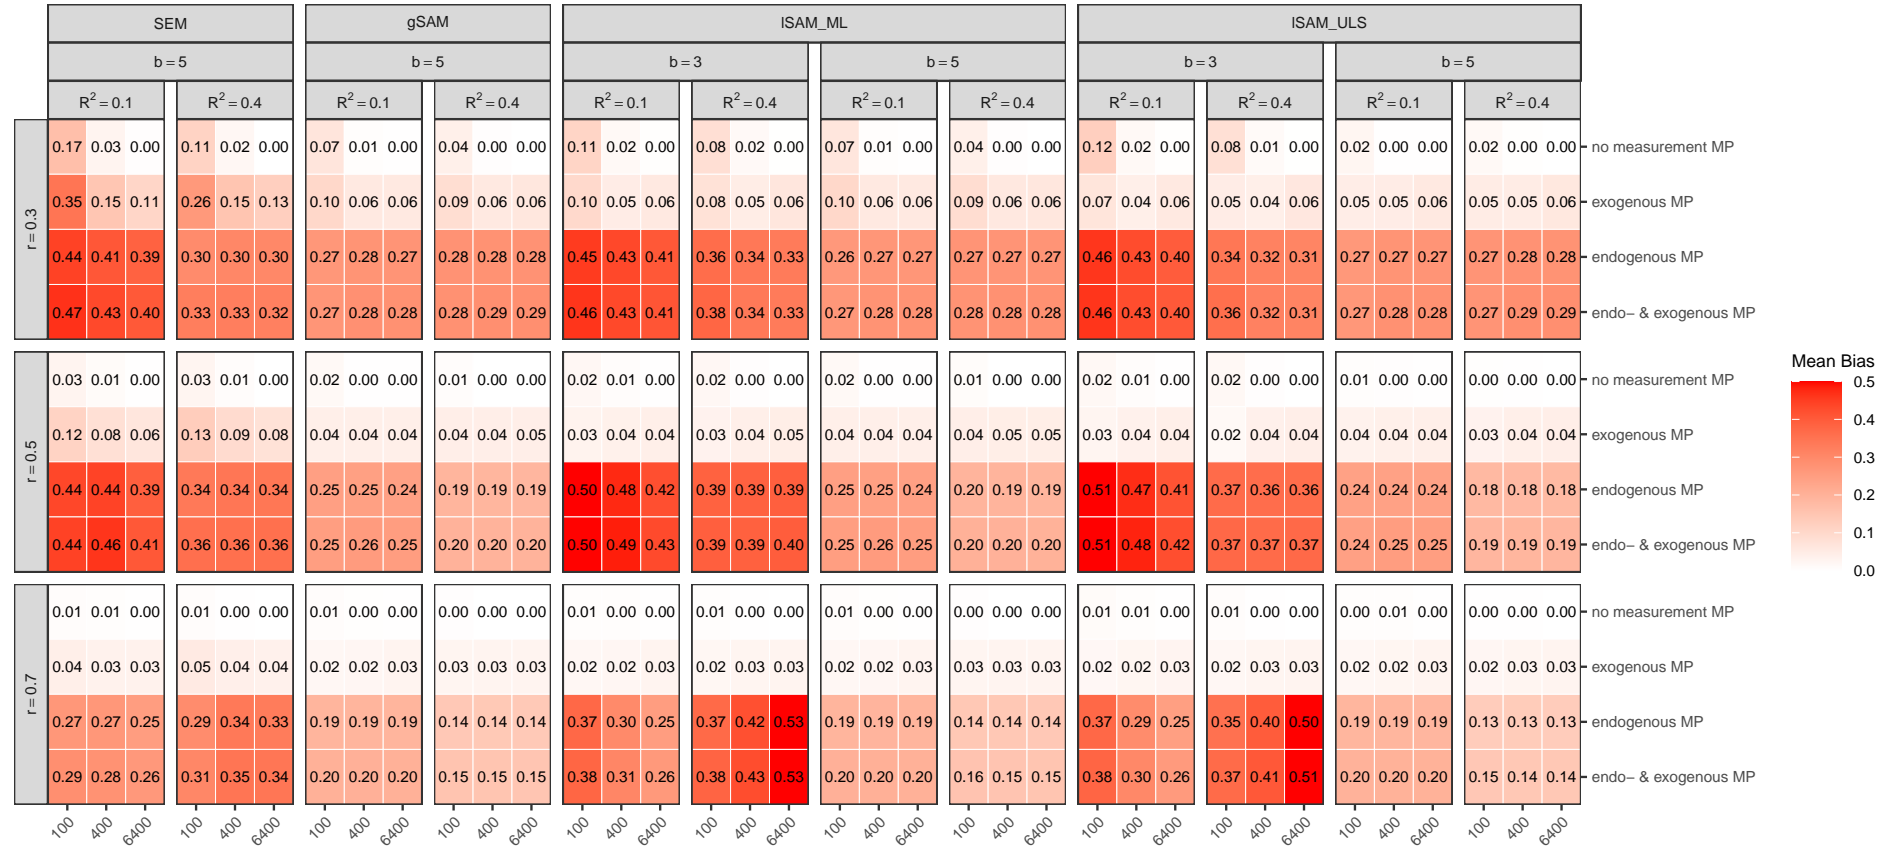 SEM gSAM lSAM_ML lSAM_ULS
b = 5 b = 5 b = 3 b = 5 b = 3 b = 5
R² = 0.1 R² = 0.4 R² = 0.1 R² = 0.4 R² = 0.1 R² = 0.4 R² = 0.1 R² = 0.4 R² = 0.1 R² = 0.4 R² = 0.1 R² = 0.4
r = 0.3
0.17 0.03 0.00 0.11 0.02 0.00 0.07 0.01 0.00 0.04 0.00 0.00 0.11 0.02 0.00 0.08 0.02 0.00 0.07 0.01 0.00 0.04 0.00 0.00 0.12 0.02 0.00 0.08 0.01 0.00 0.02 0.00 0.00 0.02 0.00 0.00 no measurement MP
0.35 0.15 0.11 0.26 0.15 0.13 0.10 0.06 0.06 0.09 0.06 0.06 0.10 0.05 0.06 0.08 0.05 0.06 0.10 0.06 0.06 0.09 0.06 0.06 0.07 0.04 0.06 0.05 0.04 0.06 0.05 0.05 0.06 0.05 0.05 0.06 exogenous MP
0.44 0.41 0.39 0.30 0.30 0.30 0.27 0.28 0.27 0.28 0.28 0.28 0.45 0.43 0.41 0.36 0.34 0.33 0.26 0.27 0.27 0.27 0.27 0.27 0.46 0.43 0.40 0.34 0.32 0.31 0.27 0.27 0.27 0.27 0.28 0.28 endogenous MP
0.47 0.43 0.40 0.33 0.33 0.32 0.27 0.28 0.28 0.28 0.29 0.29 0.46 0.43 0.41 0.38 0.34 0.33 0.27 0.28 0.28 0.28 0.28 0.28 0.46 0.43 0.40 0.36 0.32 0.31 0.27 0.28 0.28 0.27 0.29 0.29 endo− & exogenous MP
r = 0.5
0.03 0.01 0.00 0.03 0.01 0.00 0.02 0.00 0.00 0.01 0.00 0.00 0.02 0.01 0.00 0.02 0.00 0.00 0.02 0.00 0.00 0.01 0.00 0.00 0.02 0.01 0.00 0.02 0.00 0.00 0.01 0.00 0.00 0.00 0.00 0.00 no measurement MP
0.12 0.08 0.06 0.13 0.09 0.08 0.04 0.04 0.04 0.04 0.04 0.05 0.03 0.04 0.04 0.03 0.04 0.05 0.04 0.04 0.04 0.04 0.05 0.05 0.03 0.04 0.04 0.02 0.04 0.04 0.04 0.04 0.04 0.03 0.04 0.04 exogenous MP
0.44 0.44 0.39 0.34 0.34 0.34 0.25 0.25 0.24 0.19 0.19 0.19 0.50 0.48 0.42 0.39 0.39 0.39 0.25 0.25 0.24 0.20 0.19 0.19 0.51 0.47 0.41 0.37 0.36 0.36 0.24 0.24 0.24 0.18 0.18 0.18 endogenous MP
0.44 0.46 0.41 0.36 0.36 0.36 0.25 0.26 0.25 0.20 0.20 0.20 0.50 0.49 0.43 0.39 0.39 0.40 0.25 0.26 0.25 0.20 0.20 0.20 0.51 0.48 0.42 0.37 0.37 0.37 0.24 0.25 0.25 0.19 0.19 0.19 endo− & exogenous MP
r = 0.7
0.01 0.01 0.00 0.01 0.00 0.00 0.01 0.00 0.00 0.00 0.00 0.00 0.01 0.00 0.00 0.01 0.00 0.00 0.01 0.00 0.00 0.00 0.00 0.00 0.01 0.01 0.00 0.01 0.00 0.00 0.00 0.01 0.00 0.00 0.00 0.00 no measurement MP
0.04 0.03 0.03 0.05 0.04 0.04 0.02 0.02 0.03 0.03 0.03 0.03 0.02 0.02 0.03 0.02 0.03 0.03 0.02 0.02 0.03 0.03 0.03 0.03 0.02 0.02 0.03 0.02 0.03 0.03 0.02 0.02 0.03 0.02 0.03 0.03 exogenous MP
0.27 0.27 0.25 0.29 0.34 0.33 0.19 0.19 0.19 0.14 0.14 0.14 0.37 0.30 0.25 0.37 0.42 0.53 0.19 0.19 0.19 0.14 0.14 0.14 0.37 0.29 0.25 0.35 0.40 0.50 0.19 0.19 0.19 0.13 0.13 0.13 endogenous MP
0.29 0.28 0.26 0.31 0.35 0.34 0.20 0.20 0.20 0.15 0.15 0.15 0.38 0.31 0.26 0.38 0.43 0.53 0.20 0.20 0.20 0.16 0.15 0.15 0.38 0.30 0.26 0.37 0.41 0.51 0.20 0.20 0.20 0.15 0.14 0.14 endo− & exogenous MP
100 400 6400 100 400 6400 100 400 6400 100 400 6400 100 400 6400 100 400 6400 100 400 6400 100 400 6400 100 400 6400 100 400 6400 100 400 6400 100 400 6400
Mean Bias
0.5
0.4
0.3
0.2
0.1
0.0